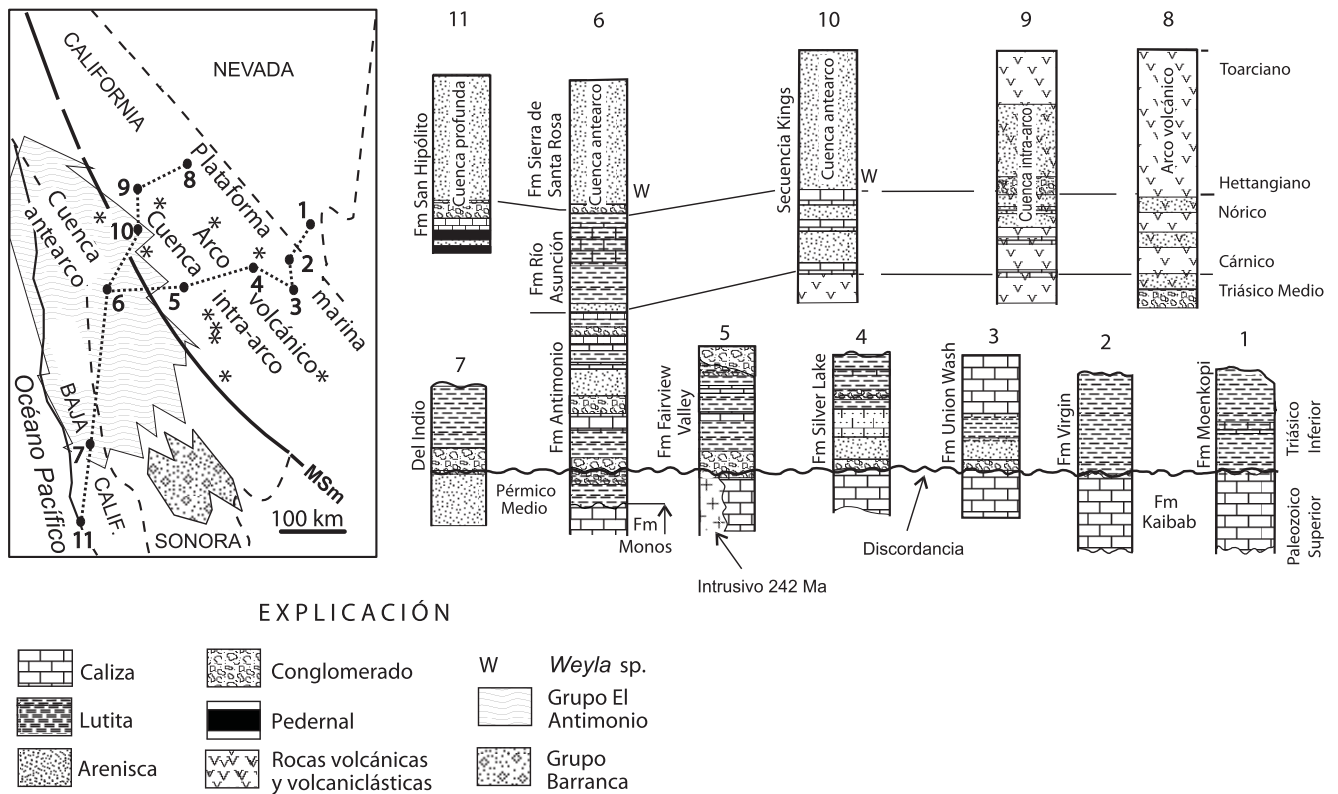 CALIFORNIA
NEVADA
Plataforma
marina
Cuenca
antearco
Cuenca
intra-arco
Arco
volcánico
BAJA
CALIF.
Océano Pacífico
SONORA
MSm
100 km
1
2
3
4
5
6
7
8
9
10
11
11
Fm San Hipólito
Cuenca profunda
6
Fm Sierra de
Santa Rosa
Cuenca antearco
W
Fm Río
Asunción
Fm Antimonio
Fm
Monos
10
Secuencia Kings
Cuenca antearco
W
9
Cuenca intra-arco
8
Arco volcánico
Toarciano
Hettangiano
Nórico
Cárnico
Triásico Medio
7
Del Indio
Pérmico
Medio
5
Fm Fairview
Valley
Intrusivo 242 Ma
4
Fm Silver Lake
3
Fm Union Wash
Discordancia
2
Fm Virgin
Fm
Kaibab
1
Fm Moenkopi
Triásico
Inferior
Paleozoico
Superior
EXPLICACIÓN
Caliza
Lutita
Arenisca
Conglomerado
Pedernal
Rocas volcánicas
y volcaniclásticas
W Weyla sp.
Grupo El
Antimonio
Grupo
Barranca